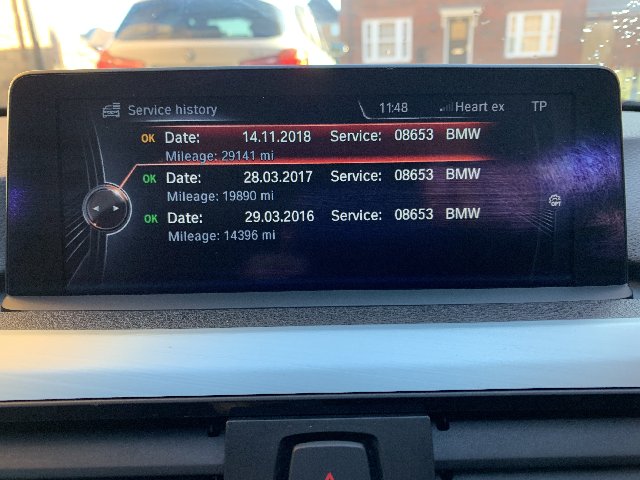 Service history 11:48 Heart ex TP
OK Date: 14.11.2018 Service: 08653 BMW
Mileage: 29141 mi
OK Date: 28.03.2017 Service: 08653 BMW
Mileage: 19890 mi
OK Date: 29.03.2016 Service: 08653 BMW
Mileage: 14396 mi
OPT